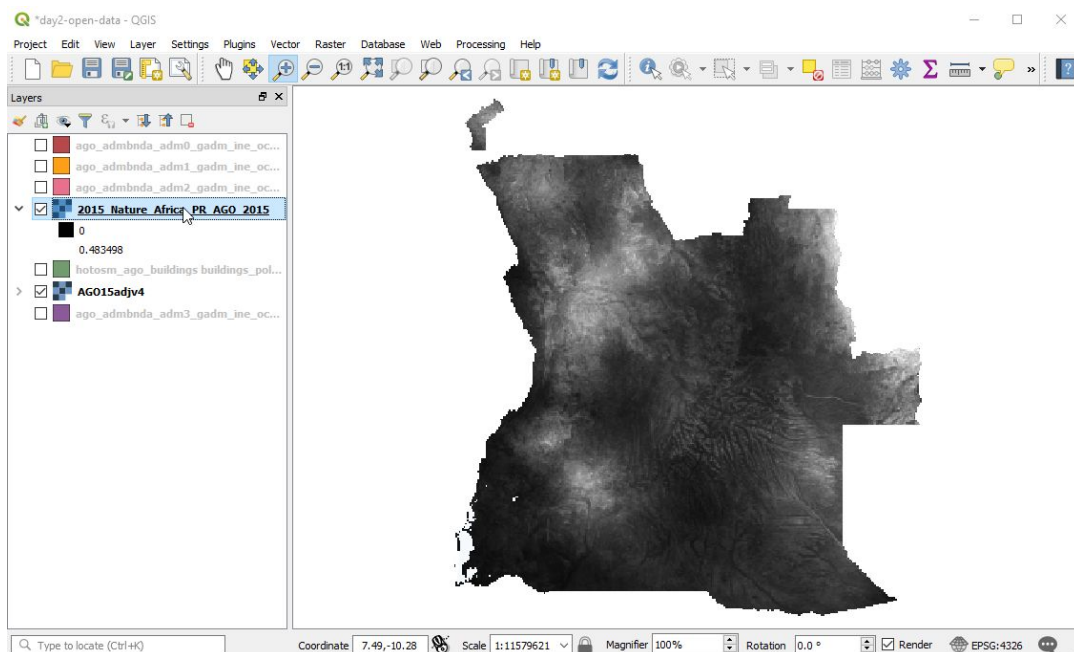 *day2-open-data - QGIS
Project Edit View Layer Settings Plugins Vector Raster Database Web Processing Help
Layers
ago_admbnda_adm0_gadm_ine_oc...
ago_admbnda_adm1_gadm_ine_oc...
ago_admbnda_adm2_gadm_ine_oc...
2015_Nature_Africa_PR_AGO_2015
0
0.483498
hotosm_ago_buildings buildings_pol...
AGO15adjv4
ago_admbnda_adm3_gadm_ine_oc...
Type to locate (Ctrl+K) Coordinate 7.49,-10.28 Scale 1:11579621 Magnifier 100% Rotation 0.0 ° Render EPSG:4326